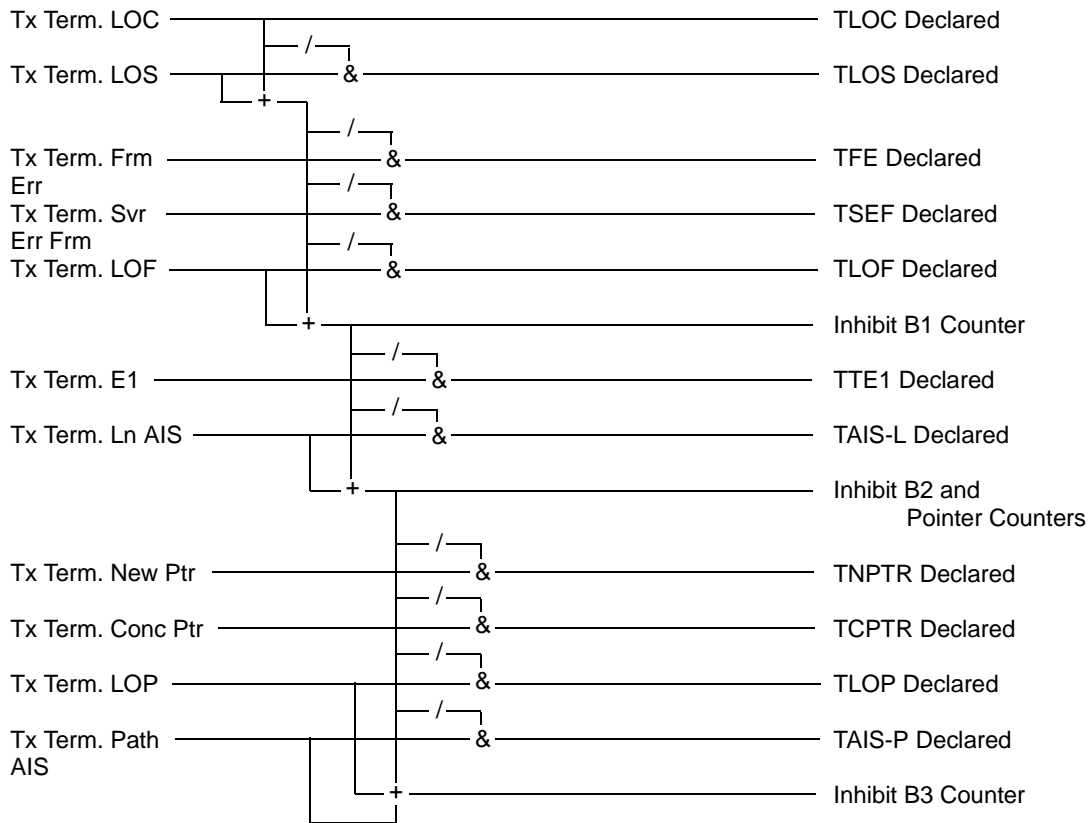 Tx Term. LOC TLOC Declared
/
Tx Term. LOS & TLOS Declared
+
/
Tx Term. Frm & TFE Declared
Err
/
Tx Term. Svr & TSEF Declared
Err Frm
/
Tx Term. LOF & TLOF Declared
+ Inhibit B1 Counter
/
Tx Term. E1 & TTE1 Declared
/
Tx Term. Ln AIS & TAIS-L Declared
+ Inhibit B2 and
Pointer Counters
/
Tx Term. New Ptr & TNPTR Declared
/
Tx Term. Conc Ptr & TCPTR Declared
/
Tx Term. LOP & TLOP Declared
/
Tx Term. Path & TAIS-P Declared
AIS
+ Inhibit B3 Counter